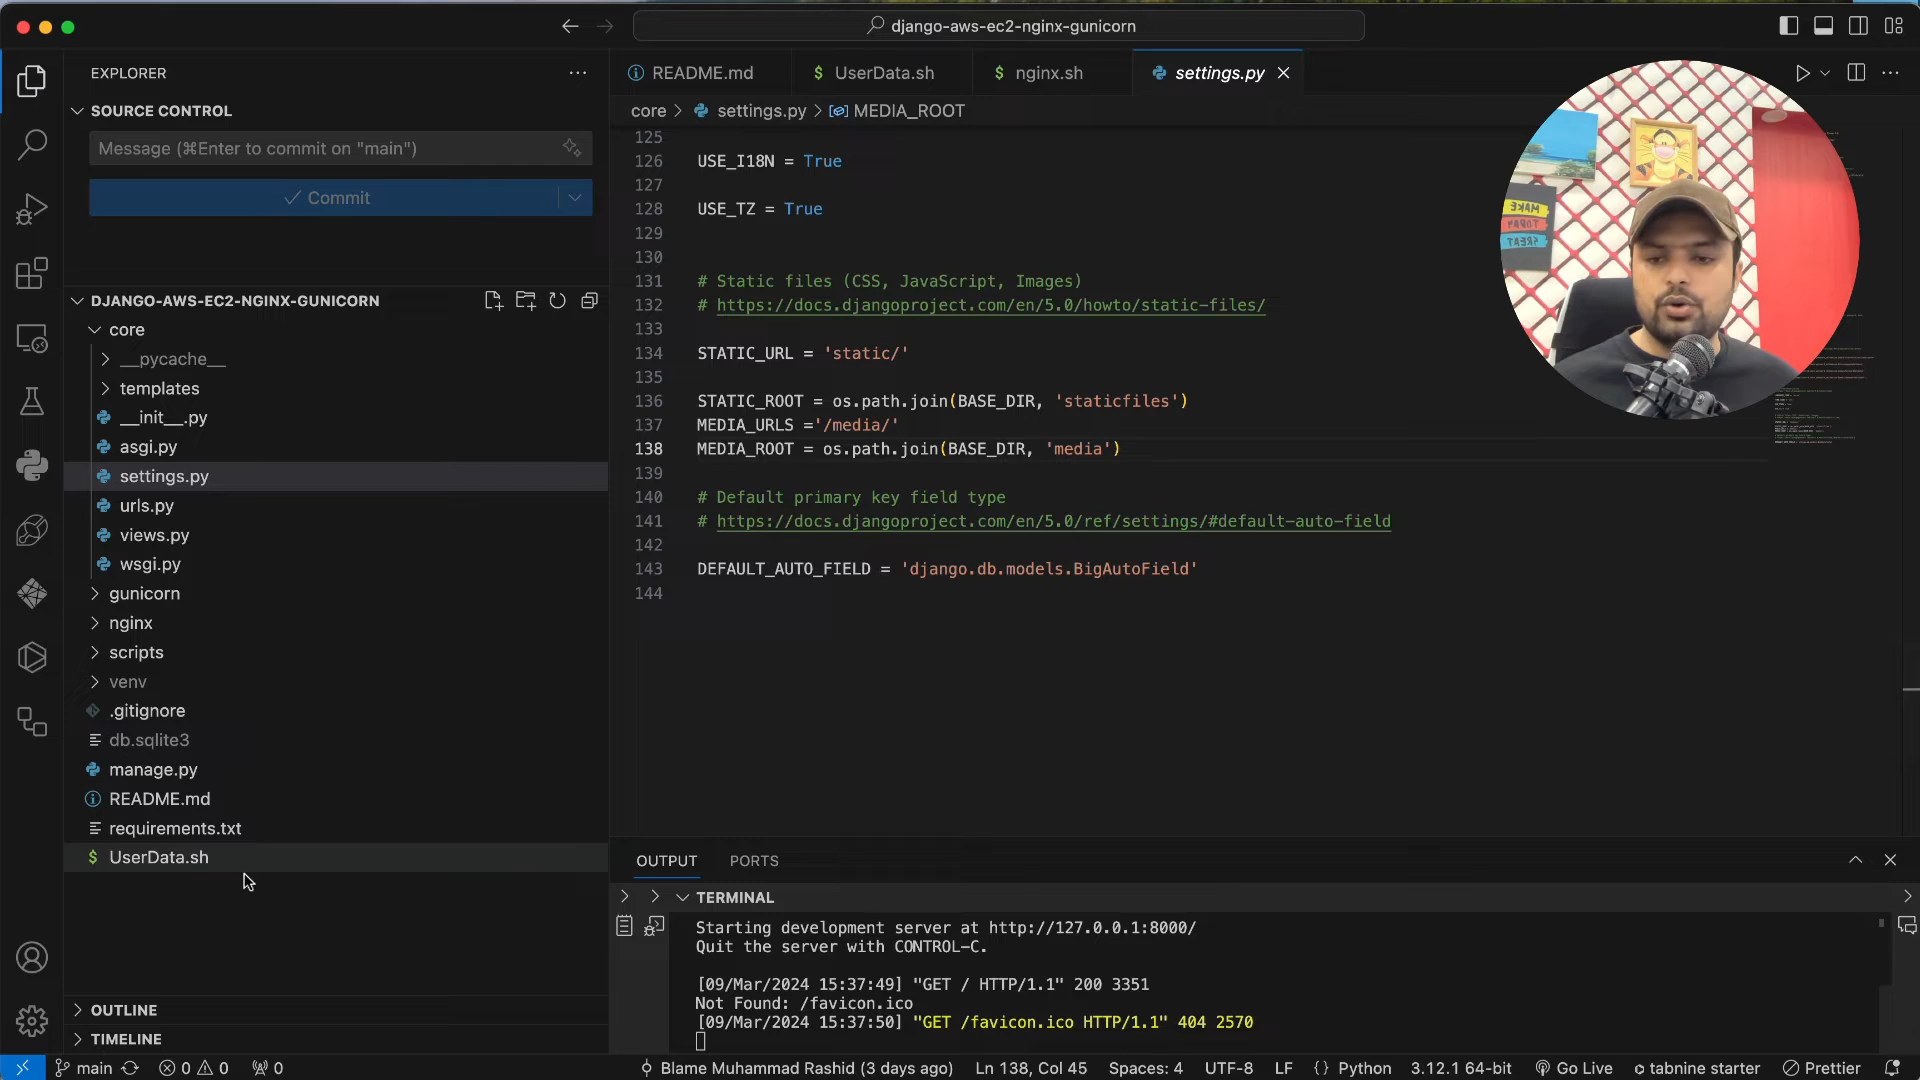 django-aws-ec2-nginx-gunicorn
EXPLORER
SOURCE CONTROL
Message (⌘Enter to commit on "main")
Commit
DJANGO-AWS-EC2-NGINX-GUNICORN
core
__pycache__
templates
__init__.py
asgi.py
settings.py
urls.py
views.py
wsgi.py
gunicorn
nginx
scripts
venv
.gitignore
db.sqlite3
manage.py
README.md
requirements.txt
UserData.sh
OUTLINE
TIMELINE
README.md
UserData.sh
nginx.sh
settings.py
core > settings.py > MEDIA_ROOT
125
126 USE_I18N = True
127
128 USE_TZ = True
129
130
131 # Static files (CSS, JavaScript, Images)
132 # https://docs.djangoproject.com/en/5.0/howto/static-files/
133
134 STATIC_URL = 'static/'
135
136 STATIC_ROOT = os.path.join(BASE_DIR, 'staticfiles')
137 MEDIA_URLS ='/media/'
138 MEDIA_ROOT = os.path.join(BASE_DIR, 'media')
139
140 # Default primary key field type
141 # https://docs.djangoproject.com/en/5.0/ref/settings/#default-auto-field
142
143 DEFAULT_AUTO_FIELD = 'django.db.models.BigAutoField'
144
MAKE
TODAY
GREAT
OUTPUT
PORTS
TERMINAL
Starting development server at http://127.0.0.1:8000/
Quit the server with CONTROL-C.
[09/Mar/2024 15:37:49] "GET / HTTP/1.1" 200 3351
Not Found: /favicon.ico
[09/Mar/2024 15:37:50] "GET /favicon.ico HTTP/1.1" 404 2570
main
0
0
0
Blame Muhammad Rashid (3 days ago)
Ln 138, Col 45
Spaces: 4
UTF-8
LF
{ } Python
3.12.1 64-bit
Go Live
tabnine starter
Prettier